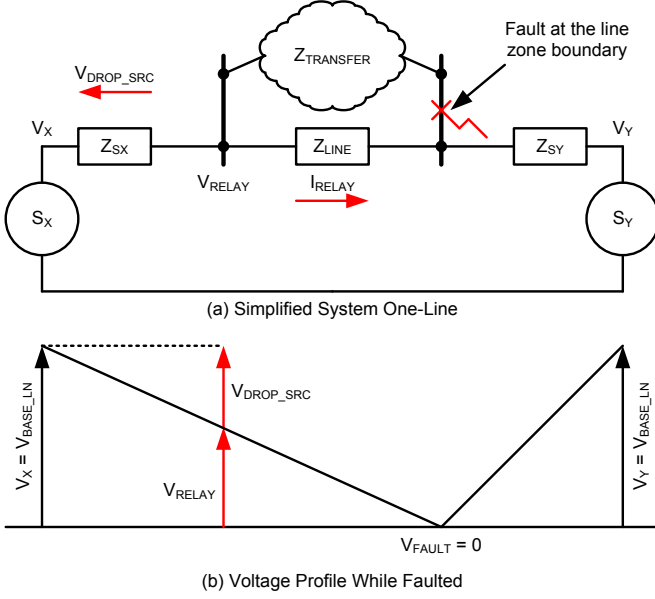 Fault at the line
zone boundary
Z_TRANSFER
V_DROP_SRC
V_X
Z_SX
Z_LINE
Z_SY
V_Y
V_RELAY
I_RELAY
S_X
S_Y
(a) Simplified System One-Line
V_X = V_BASE_LN
V_DROP_SRC
V_RELAY
V_Y = V_BASE_LN
V_FAULT = 0
(b) Voltage Profile While Faulted